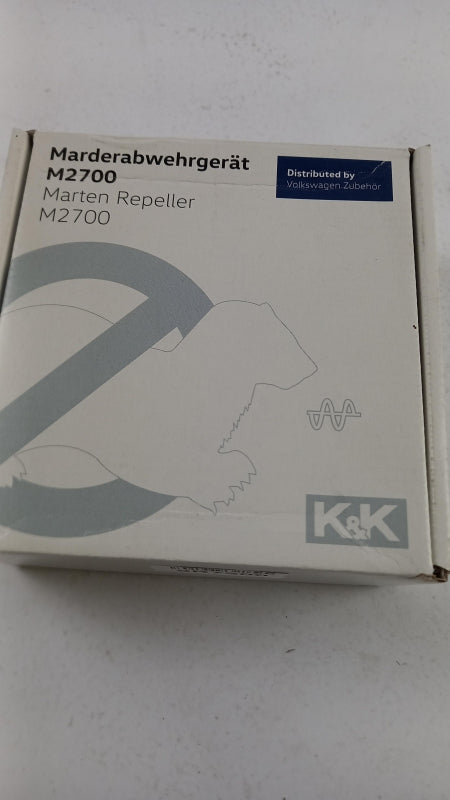 Marderabwehrgerät
M2700
Marten Repeller
M2700
Distributed by
Volkswagen Zubehör
K&K